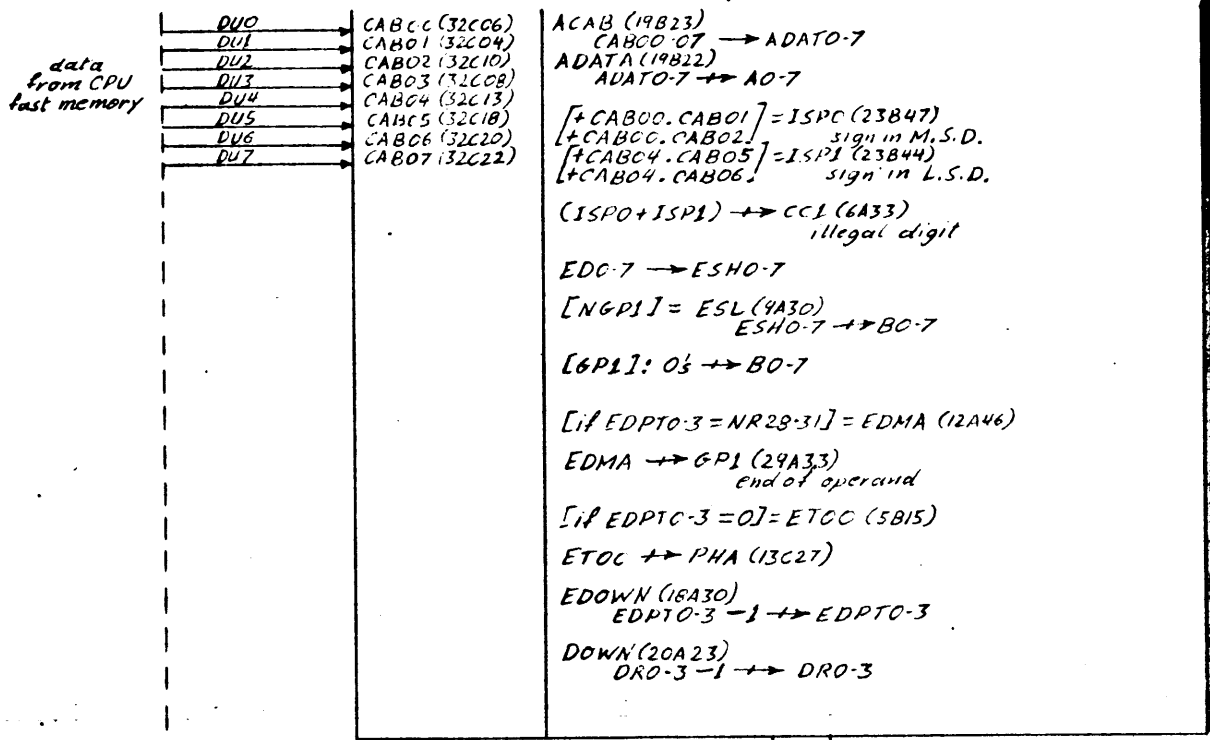 DU0 CAB00 (32C06)
DU1 CAB01 (32C04)
DU2 CAB02 (32C10)
DU3 CAB03 (32C08)
DU4 CAB04 (32C13)
DU5 CAB05 (32C18)
DU6 CAB06 (32C20)
DU7 CAB07 (32C22)
data
from CPU
fast memory
ACAB (19B23)
CAB00-07 → ADAT0-7
ADATA (19B22)
ADAT0-7 ↛ A0-7
[+CAB00.CAB01] = ISP0 (23B47)
[+CAB00.CAB02] sign in M.S.D.
[+CAB04.CAB05] = ISP1 (23B44)
[+CAB04.CAB06] sign in L.S.D.
(ISP0+ISP1) ↛ CC1 (6A33)
illegal digit
ED0-7 → ESH0-7
[NGP1] = ESL (9A30)
ESH0-7 ↛ B0-7
[GP1]: 0's ↛ B0-7
[if EDPT0-3 = NR28-31] = EDMA (12A46)
EDMA ↛ GP1 (29A33)
end of operand
[if EDPT0-3 = 0] = ETOC (5B15)
ETOC ↛ PHA (13C27)
EDOWN (18A30)
EDPT0-3 -1 ↛ EDPT0-3
DOWN (20A23)
DR0-3 -1 ↛ DR0-3